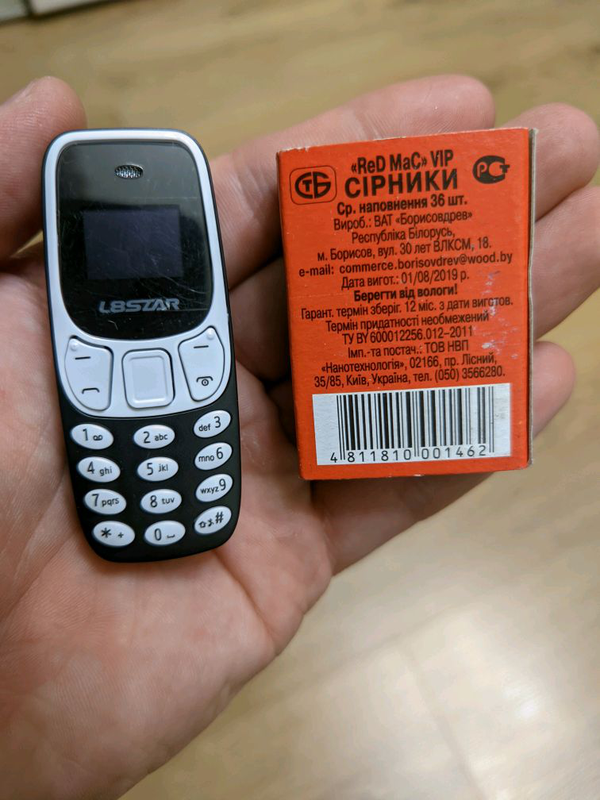 L8STAR
1
2 abc
def 3
4 ghi
5 jkl
mno 6
7 pqrs
8 tuv
wxyz 9
* +
0
#
СТБ
«ReD MaC» VIP
СІРНИКИ
Ср. наповнення 36 шт.
Вироб.: ВАТ «Борисовдрев»
Республіка Білорусь,
м. Борисов, вул. 30 лет ВЛКСМ, 18.
e-mail: commerce.borisovdrev@wood.by
Дата вигот.: 01/08/2019 р.
Берегти від вологи!
Гарант. термін зберіг. 12 міс. з дати виготов.
Термін придатності необмежений
ТУ BY 600012256.012–2011
Імп.-та постач.: ТОВ НВП
«Нанотехнологія», 02166, пр. Лісний,
35/85, Київ, Україна, тел. (050) 3566280.
4 811810 001462